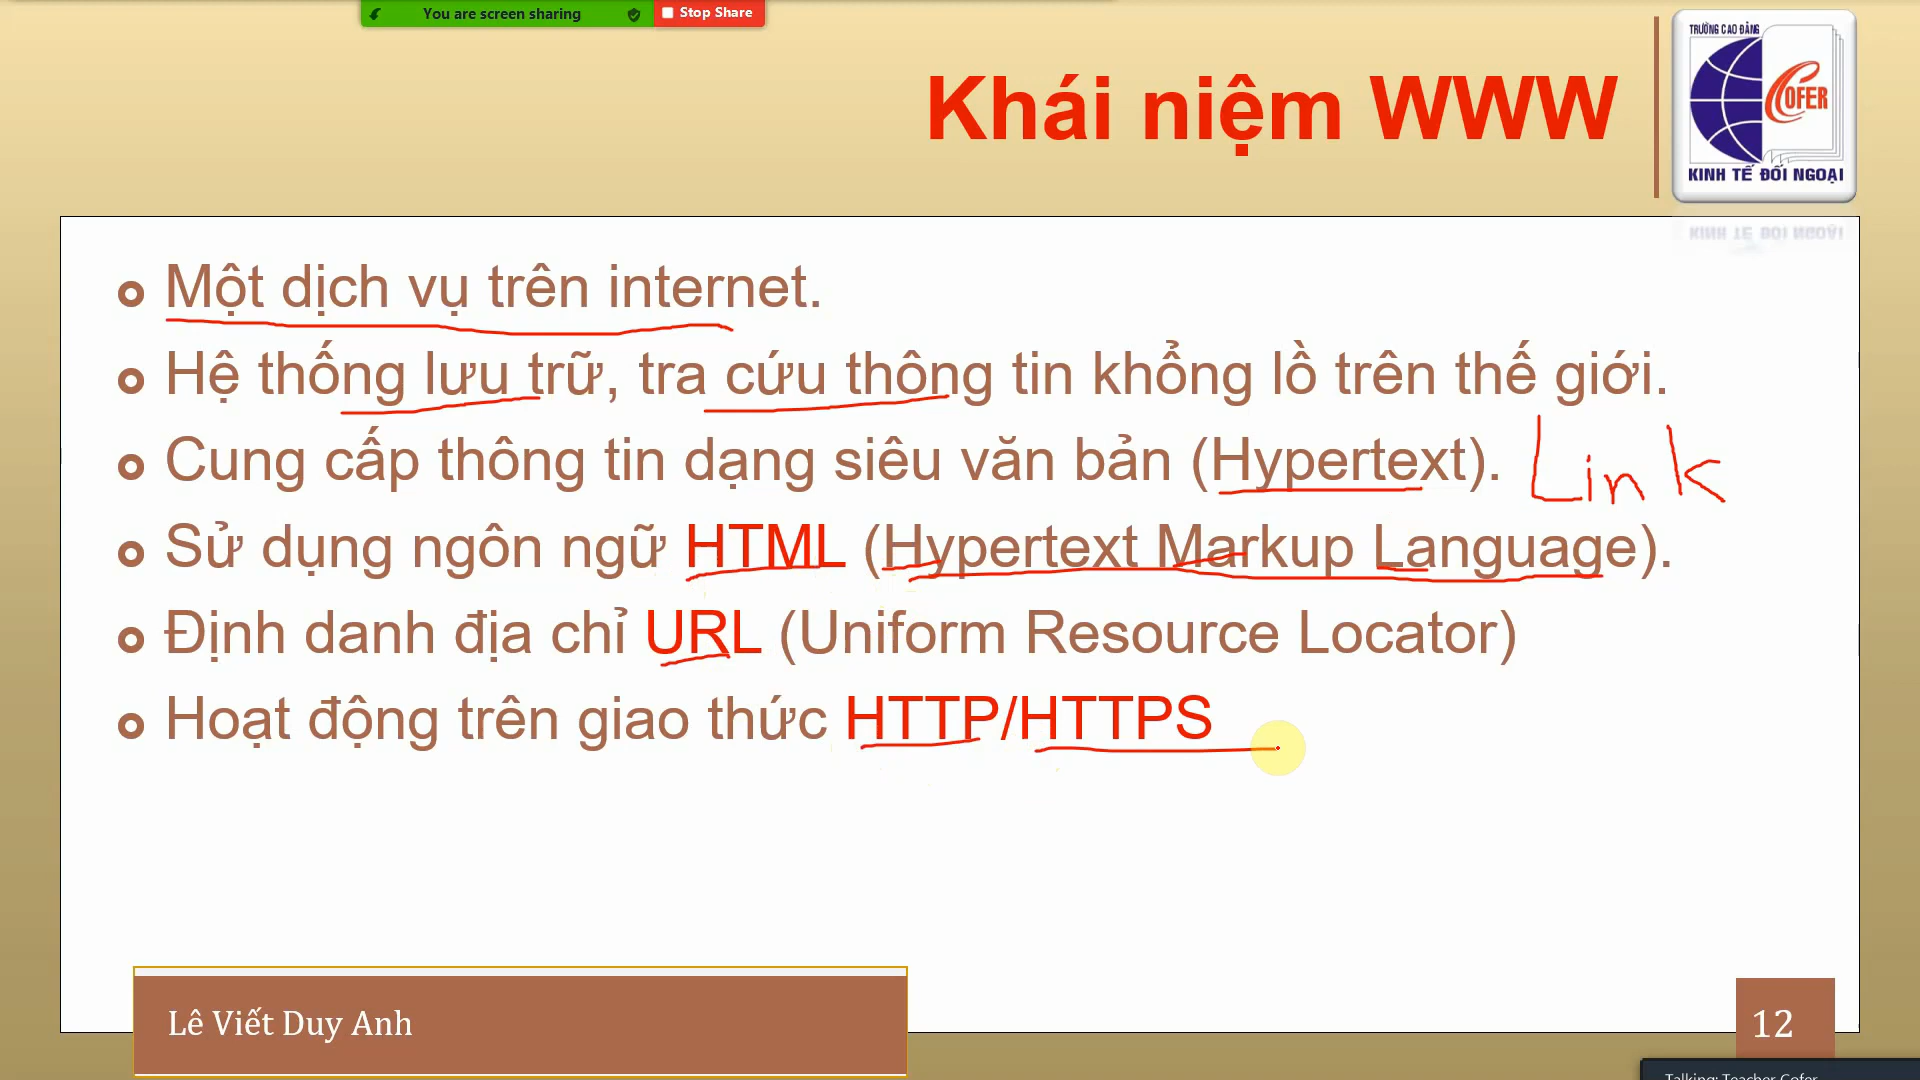 You are screen sharing
Stop Share
TRƯỜNG CAO ĐẲNG
COFER
KINH TẾ ĐỐI NGOẠI
Khái niệm WWW
Một dịch vụ trên internet.
Hệ thống lưu trữ, tra cứu thông tin khổng lồ trên thế giới.
Cung cấp thông tin dạng siêu văn bản (Hypertext). Link
Sử dụng ngôn ngữ HTML (Hypertext Markup Language).
Định danh địa chỉ URL (Uniform Resource Locator)
Hoạt động trên giao thức HTTP/HTTPS
Lê Viết Duy Anh
12
Talking: Teacher Cofer